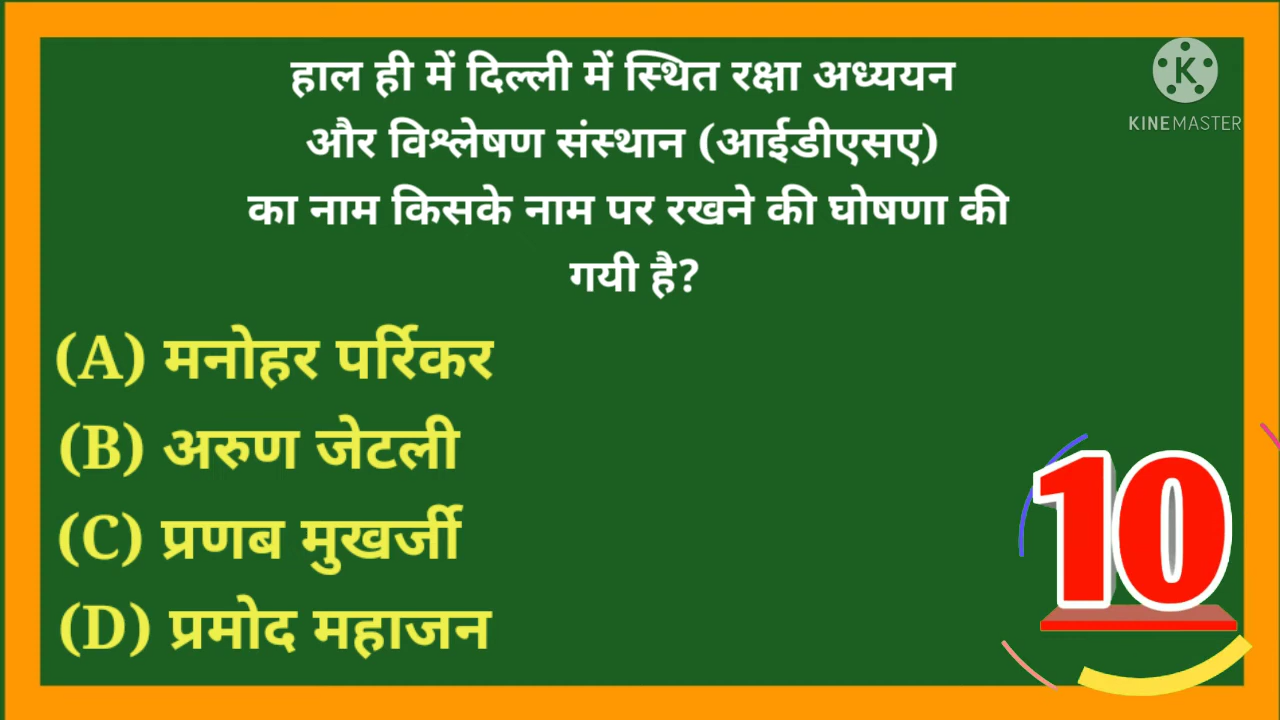 हाल ही में दिल्ली में स्थित रक्षा अध्ययन
और विश्लेषण संस्थान (आईडीएसए)
का नाम किसके नाम पर रखने की घोषणा की
गयी है?
(A) मनोहर पर्रिकर
(B) अरुण जेटली
(C) प्रणब मुखर्जी
(D) प्रमोद महाजन
10
K
KINEMASTER